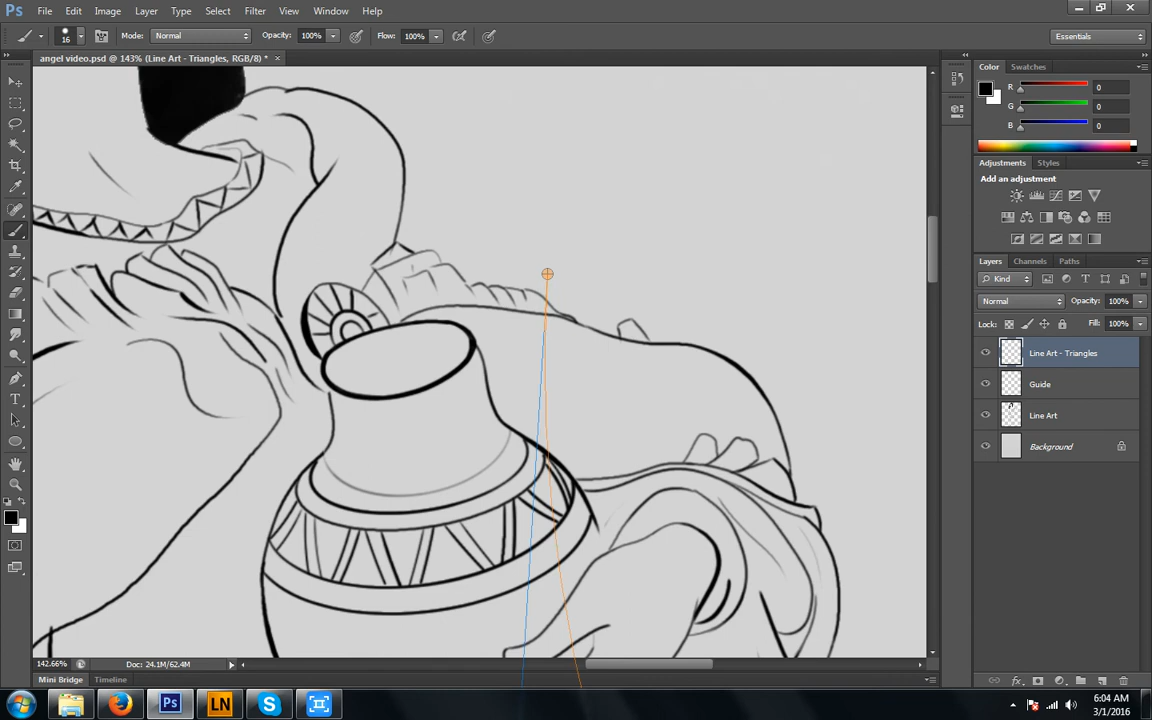 Ps File Edit Image Layer Type Select Filter View Window Help
16 Mode: Normal Opacity: 100% Flow: 100% Essentials
angel video.psd @ 143% (Line Art - Triangles, RGB/8) * ×
Color Swatches
R 0
G 0
B 0
Adjustments Styles
Add an adjustment
Layers Channels Paths
Kind
Normal Opacity: 100%
Lock: Fill: 100%
Line Art - Triangles
Guide
Line Art
Background
142.66% Doc: 24.1M/62.4M
Mini Bridge Timeline
Ps LN S 6:04 AM
3/1/2016